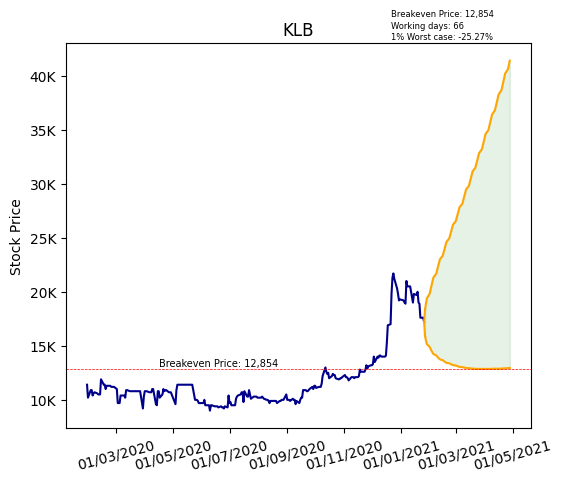 Breakeven Price: 12,854
Working days: 66
1% Worst case: -25.27%
KLB
Stock Price
40K
35K
30K
25K
20K
15K
10K
Breakeven Price: 12,854
01/03/2020
01/05/2020
01/07/2020
01/09/2020
01/11/2020
01/01/2021
01/03/2021
01/05/2021